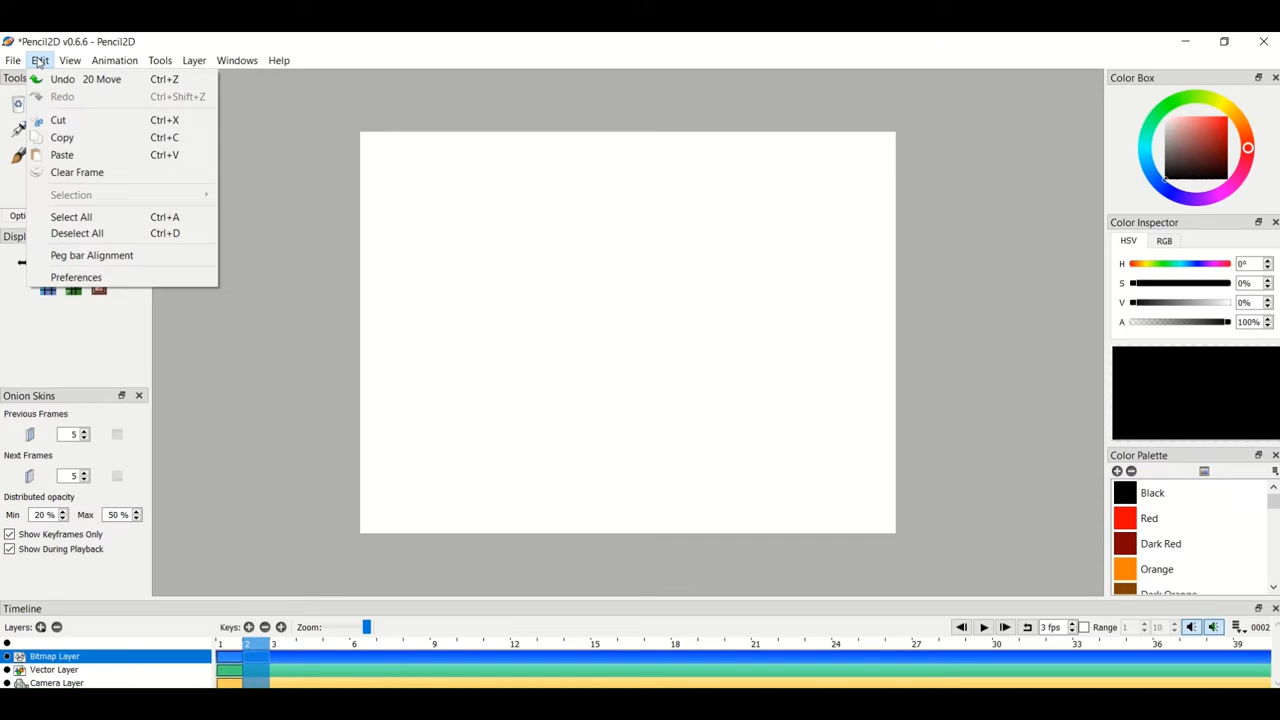 *Pencil2D v0.6.6 - Pencil2D
File Edit View Animation Tools Layer Windows Help
Tools
Undo 20 Move Ctrl+Z
Redo Ctrl+Shift+Z
Cut Ctrl+X
Copy Ctrl+C
Paste Ctrl+V
Clear Frame
Selection
Select All Ctrl+A
Deselect All Ctrl+D
Peg bar Alignment
Preferences
Color Box
Color Inspector
HSV RGB
H 0°
S 0%
V 0%
A 100%
Color Palette
Black
Red
Dark Red
Orange
Dark Orange
Onion Skins
Previous Frames
5
Next Frames
5
Distributed opacity
Min 20 % Max 50 %
Show Keyframes Only
Show During Playback
Timeline
Layers: Keys: Zoom: 3 fps Range 1 10 0002
1 2 3 6 9 12 15 18 21 24 27 30 33 36 39
Bitmap Layer
Vector Layer
Camera Layer